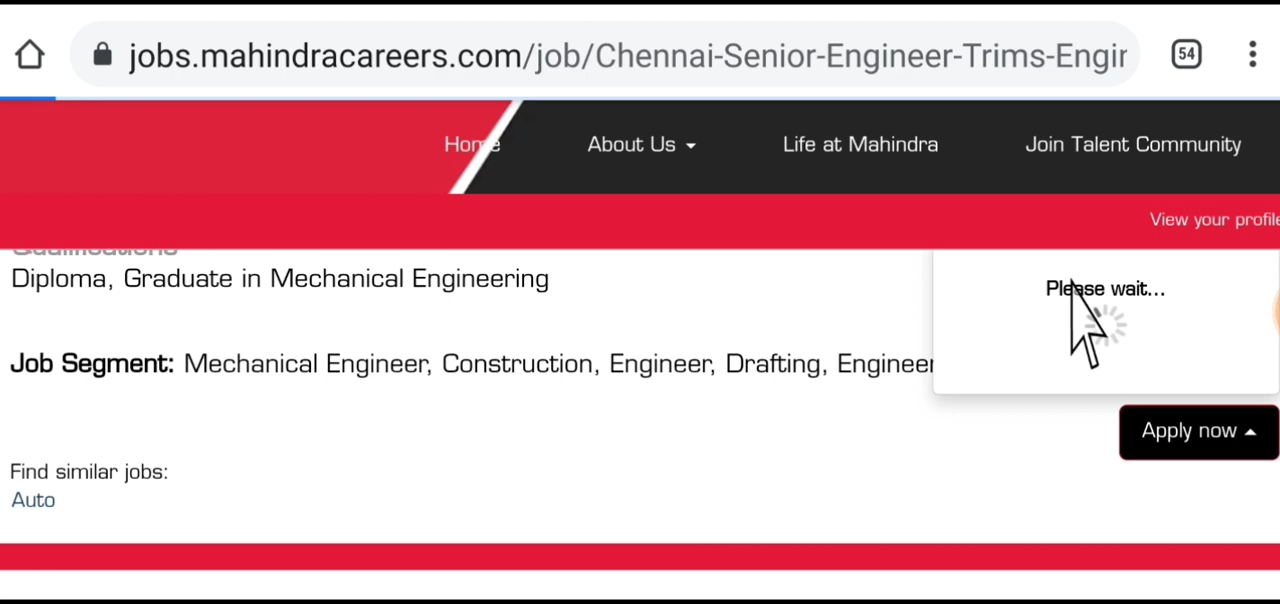 jobs.mahindracareers.com/job/Chennai-Senior-Engineer-Trims-Engir
54
Home
About Us
Life at Mahindra
Join Talent Community
View your profile
Qualifications
Diploma, Graduate in Mechanical Engineering
Please wait...
Job Segment: Mechanical Engineer, Construction, Engineer, Drafting, Engineer
Apply now
Find similar jobs:
Auto